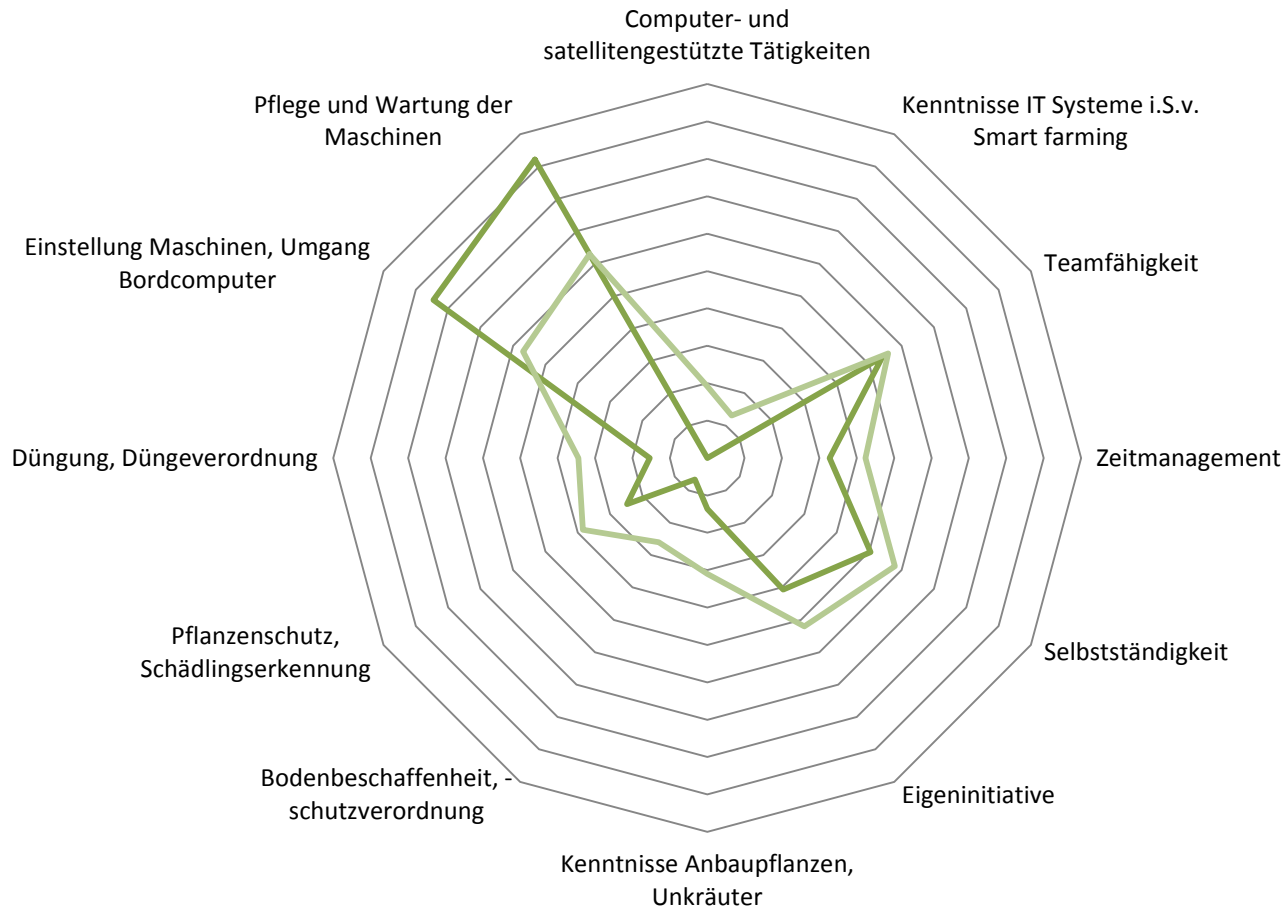 Computer- und
satellitengestützte Tätigkeiten
Kenntnisse IT Systeme i.S.v.
Smart farming
Teamfähigkeit
Zeitmanagement
Selbstständigkeit
Eigeninitiative
Kenntnisse Anbaupflanzen,
Unkräuter
Bodenbeschaffenheit, -
schutzverordnung
Pflanzenschutz,
Schädlingserkennung
Düngung, Düngeverordnung
Einstellung Maschinen, Umgang
Bordcomputer
Pflege und Wartung der
Maschinen